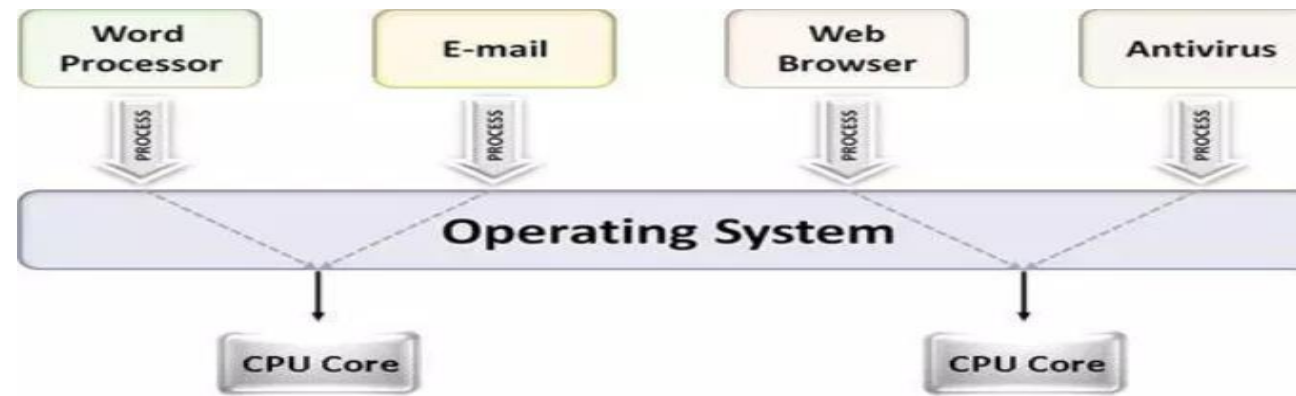 Word
Processor
E-mail
Web
Browser
Antivirus
PROCESS
PROCESS
PROCESS
PROCESS
Operating System
CPU Core
CPU Core